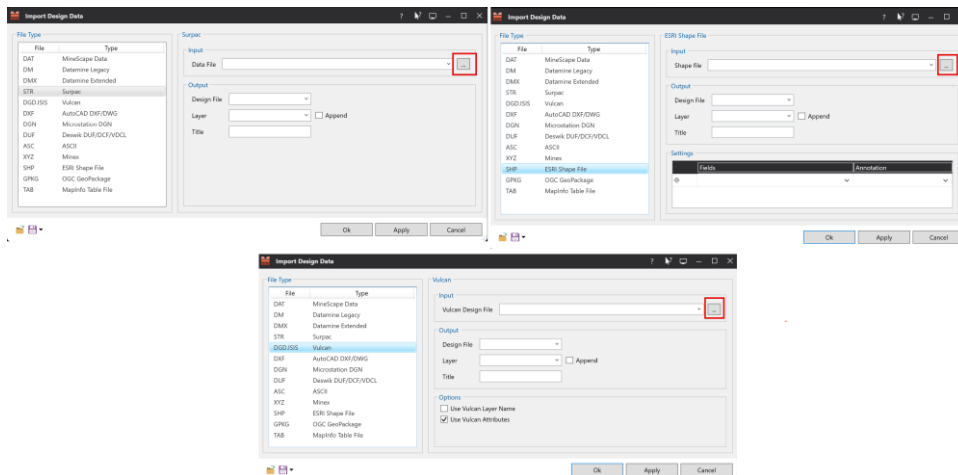 Import Design Data
File Type
File Type
DAT MineScape Data
DM Datamine Legacy
DMX Datamine Extended
STR Surpac
DGD.ISIS Vulcan
DXF AutoCAD DXF/DWG
DGN Microstation DGN
DUF Deswik DUF/DCF/VDCL
ASC ASCII
XYZ Minex
SHP ESRI Shape File
GPKG OGC GeoPackage
TAB MapInfo Table File
Surpac
Input
Data File
...
Output
Design File
Layer Append
Title
Ok Apply Cancel
Import Design Data
File Type
File Type
DAT MineScape Data
DM Datamine Legacy
DMX Datamine Extended
STR Surpac
DGD.ISIS Vulcan
DXF AutoCAD DXF/DWG
DGN Microstation DGN
DUF Deswik DUF/DCF/VDCL
ASC ASCII
XYZ Minex
SHP ESRI Shape File
GPKG OGC GeoPackage
TAB MapInfo Table File
ESRI Shape File
Input
Shape file
...
Output
Design File
Layer Append
Title
Settings
Fields Annotation
Ok Apply Cancel
Import Design Data
File Type
File Type
DAT MineScape Data
DM Datamine Legacy
DMX Datamine Extended
STR Surpac
DGD.ISIS Vulcan
DXF AutoCAD DXF/DWG
DGN Microstation DGN
DUF Deswik DUF/DCF/VDCL
ASC ASCII
XYZ Minex
SHP ESRI Shape File
GPKG OGC GeoPackage
TAB MapInfo Table File
Vulcan
Input
Vulcan Design File
...
Output
Design File
Layer Append
Title
Options
Use Vulcan Layer Name
Use Vulcan Attributes
Ok Apply Cancel